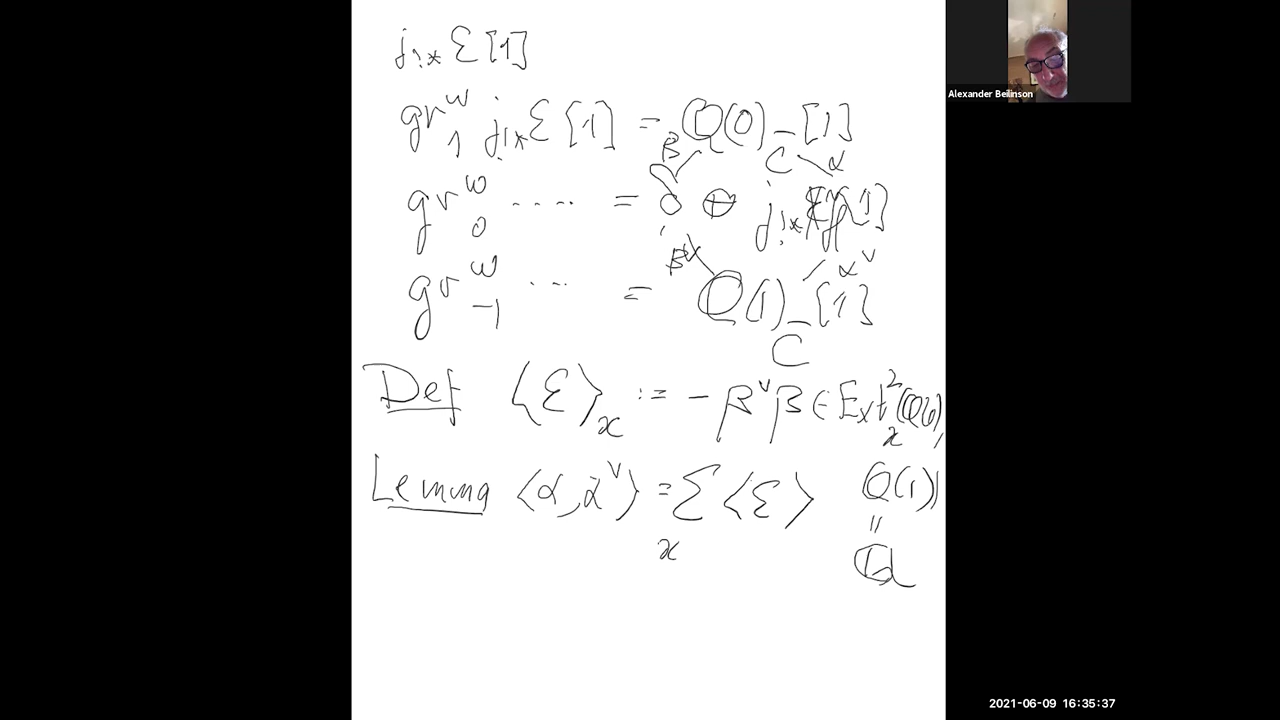 j!* ℰ[1]
Alexander Beilinson
gr^W_1 j!* ℰ[1] = ℚ(0)_C̄ [1]
β α
gr^W_0 .... = δ ⊕ j!* [1]
β^∨ α^∨
gr^W_-1 ... = ℚ(1)_C̄ [1]
Def ⟨ℰ⟩_x := - β^∨ β ∈ Ext^2_x (ℚ(0),
Lemma ⟨α, α^∨⟩ = Σ_x ⟨ℰ⟩ ℚ(1))
=
ℚ
2021-06-09 16:35:37